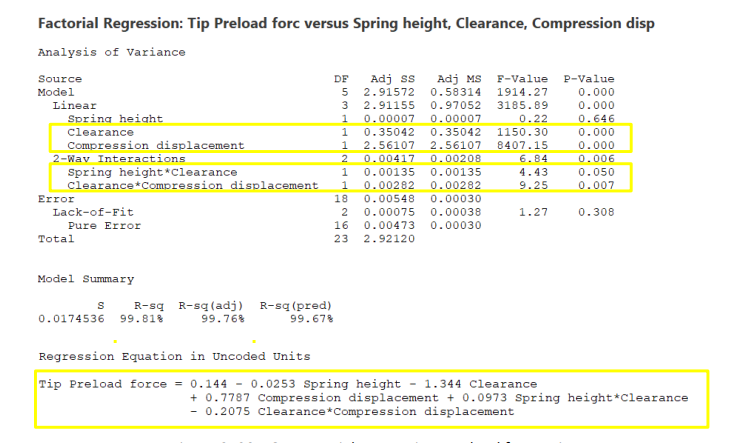 Factorial Regression: Tip Preload forc versus Spring height, Clearance, Compression disp
Analysis of Variance
Source DF Adj SS Adj MS F-Value P-Value
Model 5 2.91572 0.58314 1914.27 0.000
Linear 3 2.91155 0.97052 3185.89 0.000
Spring height 1 0.00007 0.00007 0.22 0.646
Clearance 1 0.35042 0.35042 1150.30 0.000
Compression displacement 1 2.56107 2.56107 8407.15 0.000
2-Way Interactions 2 0.00417 0.00208 6.84 0.006
Spring height*Clearance 1 0.00135 0.00135 4.43 0.050
Clearance*Compression displacement 1 0.00282 0.00282 9.25 0.007
Error 18 0.00548 0.00030
Lack-of-Fit 2 0.00075 0.00038 1.27 0.308
Pure Error 16 0.00473 0.00030
Total 23 2.92120
Model Summary
S R-sq R-sq(adj) R-sq(pred)
0.0174536 99.81% 99.76% 99.67%
Regression Equation in Uncoded Units
Tip Preload force = 0.144 - 0.0253 Spring height - 1.344 Clearance
+ 0.7787 Compression displacement + 0.0973 Spring height*Clearance
- 0.2075 Clearance*Compression displacement